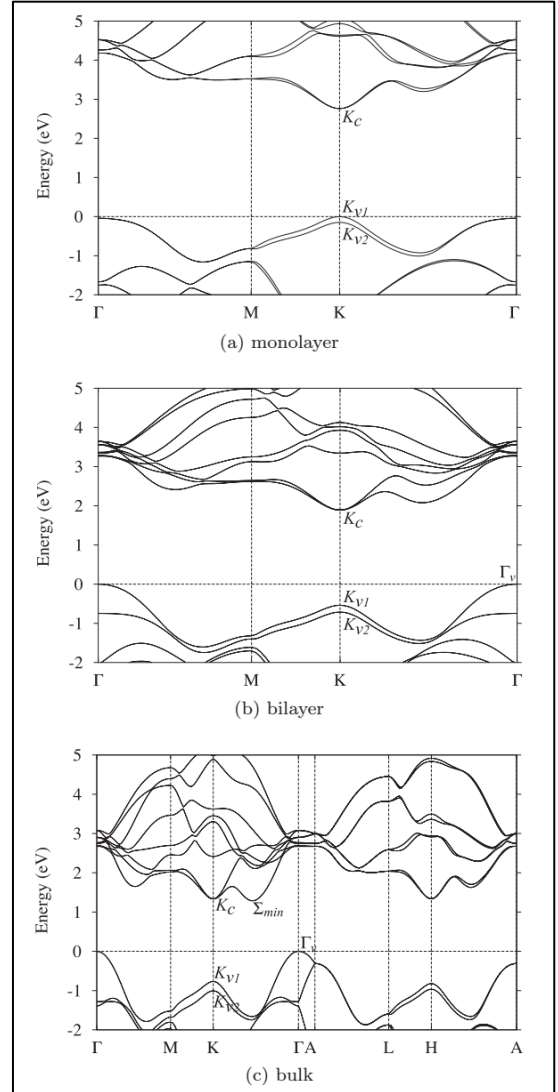 5
4
3
2
1
0
-1
-2
Energy (eV)
K_c
K_v1
K_v2
Γ M K Γ
(a) monolayer
5
4
3
2
1
0
-1
-2
Energy (eV)
K_c
Γ_v
K_v1
K_v2
Γ M K Γ
(b) bilayer
5
4
3
2
1
0
-1
-2
Energy (eV)
K_c
Σ_min
Γ_v
K_v1
K_v2
Γ M K ΓA L H A
(c) bulk